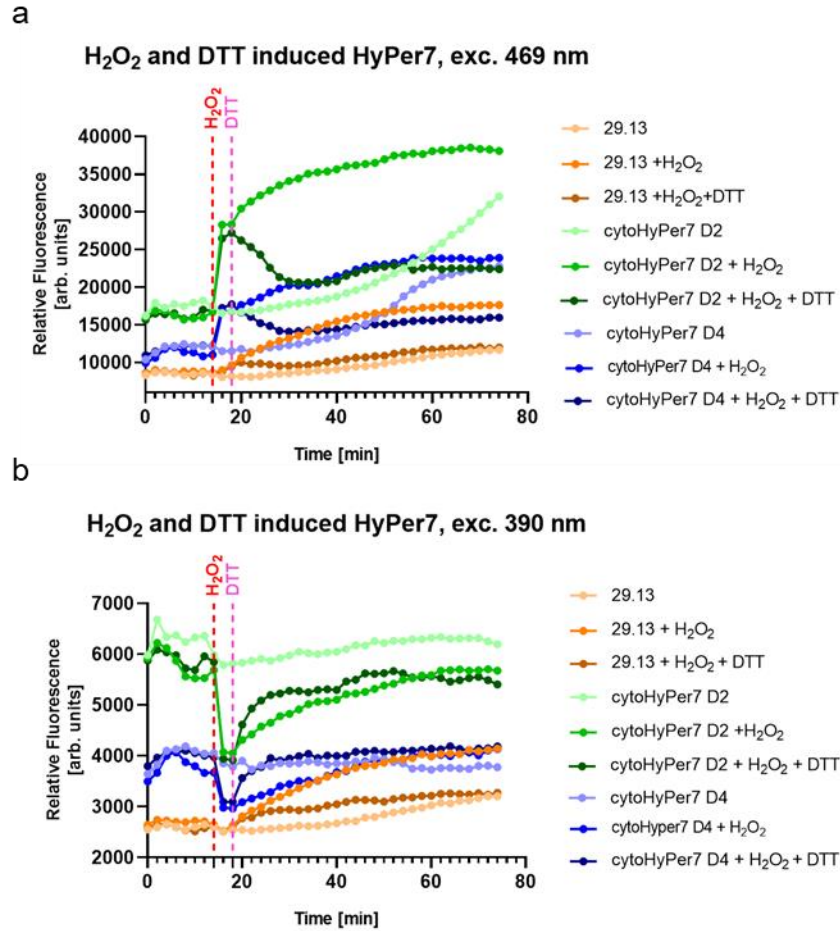 a
H₂O₂ and DTT induced HyPer7, exc. 469 nm
H₂O₂
DTT
40000
35000
30000
25000
20000
15000
10000
Relative Fluorescence
[arb. units]
0
20
40
60
80
Time [min]
29.13
29.13 +H₂O₂
29.13 +H₂O₂+DTT
cytoHyPer7 D2
cytoHyPer7 D2 + H₂O₂
cytoHyPer7 D2 + H₂O₂ + DTT
cytoHyPer7 D4
cytoHyPer7 D4 + H₂O₂
cytoHyPer7 D4 + H₂O₂ + DTT
b
H₂O₂ and DTT induced HyPer7, exc. 390 nm
H₂O₂
DTT
7000
6000
5000
4000
3000
2000
Relative Fluorescence
[arb. units]
0
20
40
60
80
Time [min]
29.13
29.13 + H₂O₂
29.13 + H₂O₂ + DTT
cytoHyPer7 D2
cytoHyPer7 D2 +H₂O₂
cytoHyPer7 D2 + H₂O₂ + DTT
cytoHyPer7 D4
cytoHyper7 D4 + H₂O₂
cytoHyPer7 D4 + H₂O₂ + DTT